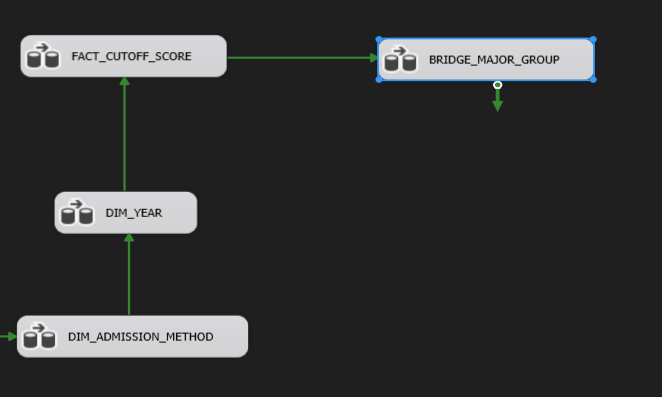 FACT_CUTOFF_SCORE
BRIDGE_MAJOR_GROUP
DIM_YEAR
DIM_ADMISSION_METHOD